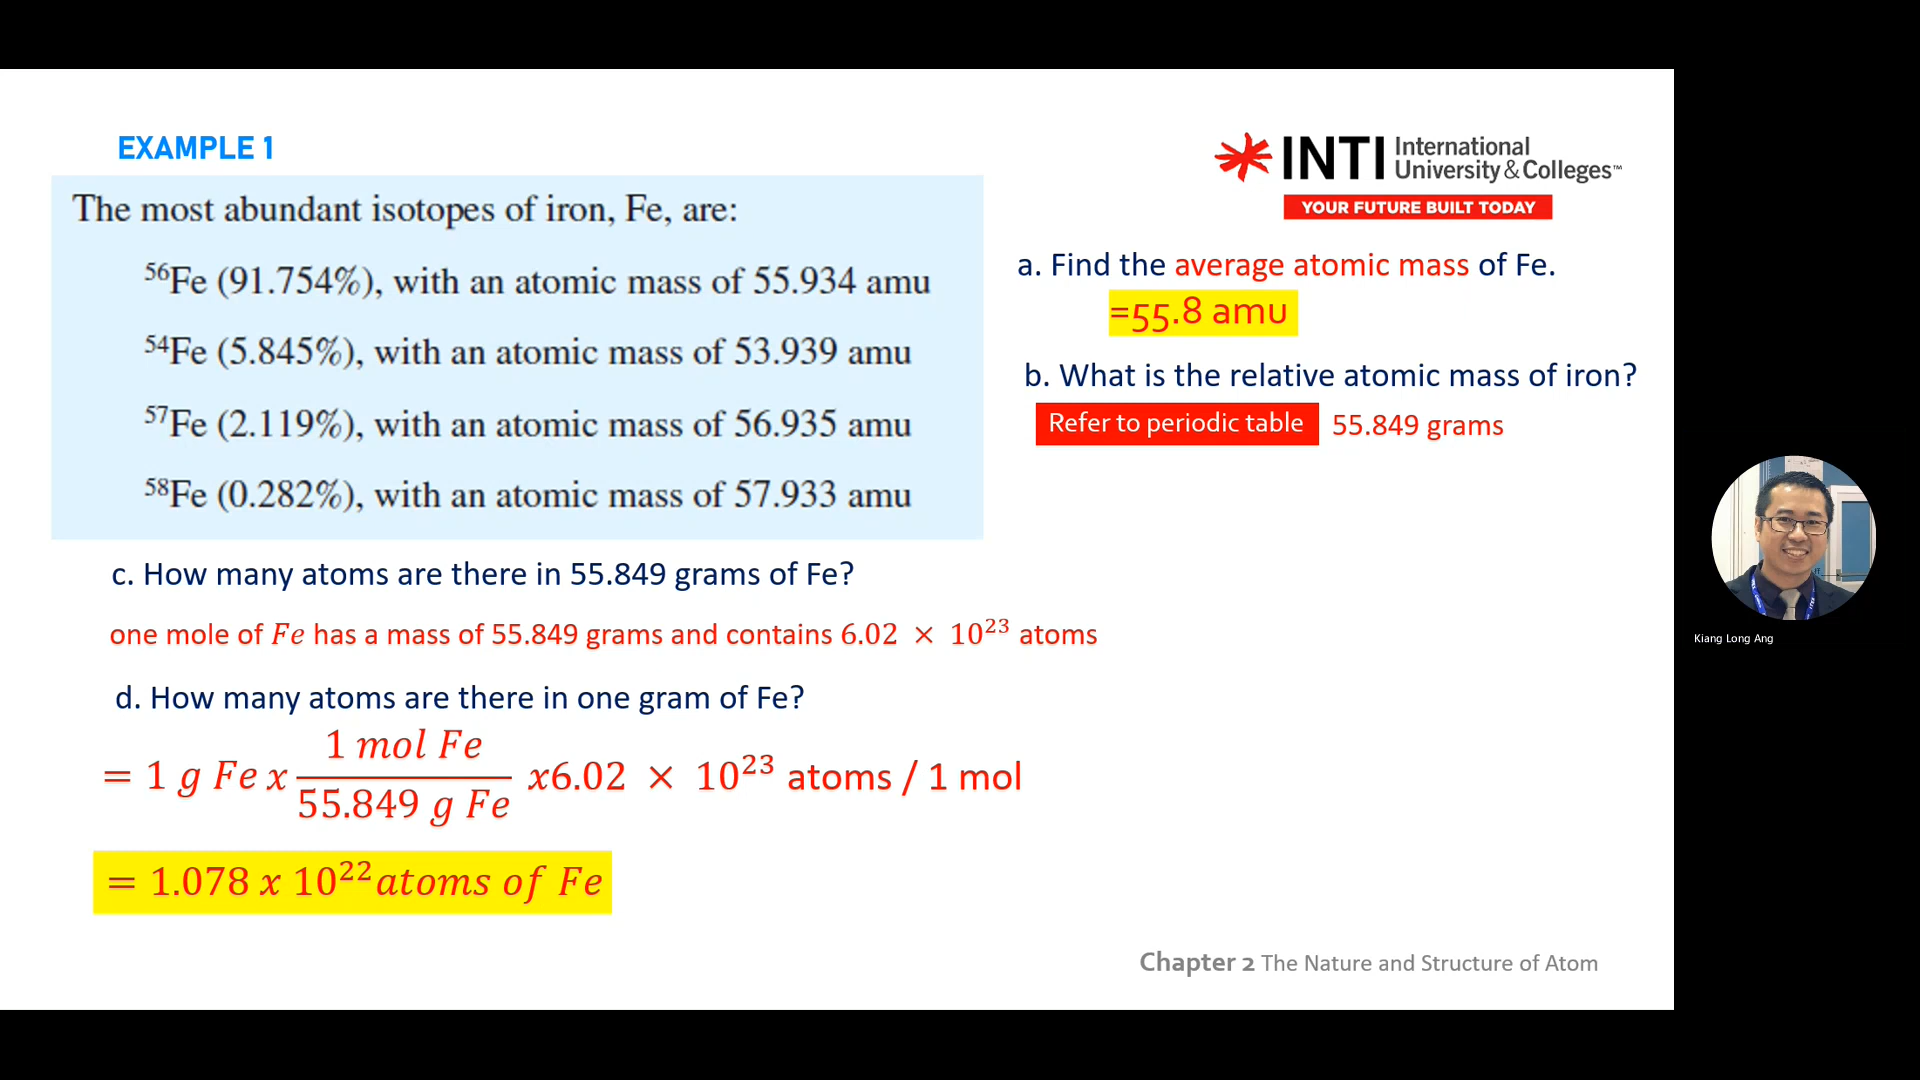 EXAMPLE 1
INTI International
University & Colleges™
YOUR FUTURE BUILT TODAY
The most abundant isotopes of iron, Fe, are:
⁵⁶Fe (91.754%), with an atomic mass of 55.934 amu
⁵⁴Fe (5.845%), with an atomic mass of 53.939 amu
⁵⁷Fe (2.119%), with an atomic mass of 56.935 amu
⁵⁸Fe (0.282%), with an atomic mass of 57.933 amu
a. Find the average atomic mass of Fe.
=55.8 amu
b. What is the relative atomic mass of iron?
Refer to periodic table 55.849 grams
c. How many atoms are there in 55.849 grams of Fe?
one mole of Fe has a mass of 55.849 grams and contains 6.02 × 10²³ atoms
d. How many atoms are there in one gram of Fe?
= 1 g Fe x 1 mol Fe / 55.849 g Fe x6.02 × 10²³ atoms / 1 mol
= 1.078 x 10²² atoms of Fe
Chapter 2 The Nature and Structure of Atom
Kiang Long Ang